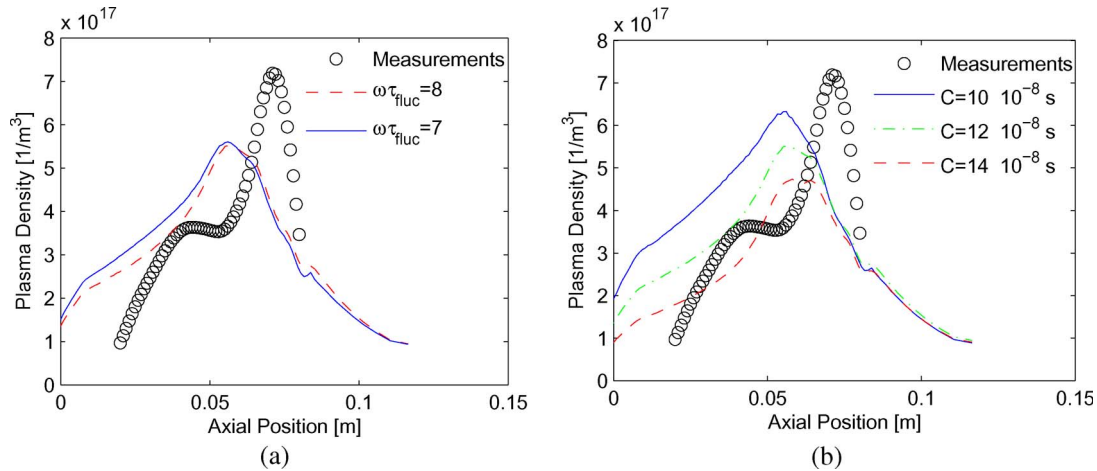 x 10^17
8
7
6
5
4
3
2
1
0
Plasma Density [1/m^3]
0
0.05
0.1
0.15
Axial Position [m]
Measurements
ωτ_fluc=8
ωτ_fluc=7
(a)
x 10^17
8
7
6
5
4
3
2
1
0
Plasma Density [1/m^3]
0
0.05
0.1
0.15
Axial Position [m]
Measurements
C=10 10^-8 s
C=12 10^-8 s
C=14 10^-8 s
(b)